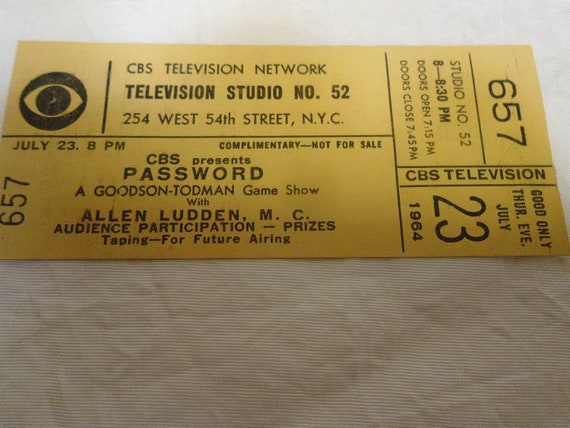 CBS TELEVISION NETWORK
TELEVISION STUDIO NO. 52
254 WEST 54th STREET, N.Y.C.
JULY 23, 8 PM
COMPLIMENTARY—NOT FOR SALE
CBS presents
PASSWORD
A GOODSON-TODMAN Game Show
With
ALLEN LUDDEN, M. C.
AUDIENCE PARTICIPATION — PRIZES
Taping—For Future Airing
657
STUDIO NO. 52
8—8:30 PM
DOORS OPEN 7:15 PM
DOORS CLOSE 7:45 PM
657
CBS TELEVISION
GOOD ONLY
THUR. EVE.
JULY
23
1964